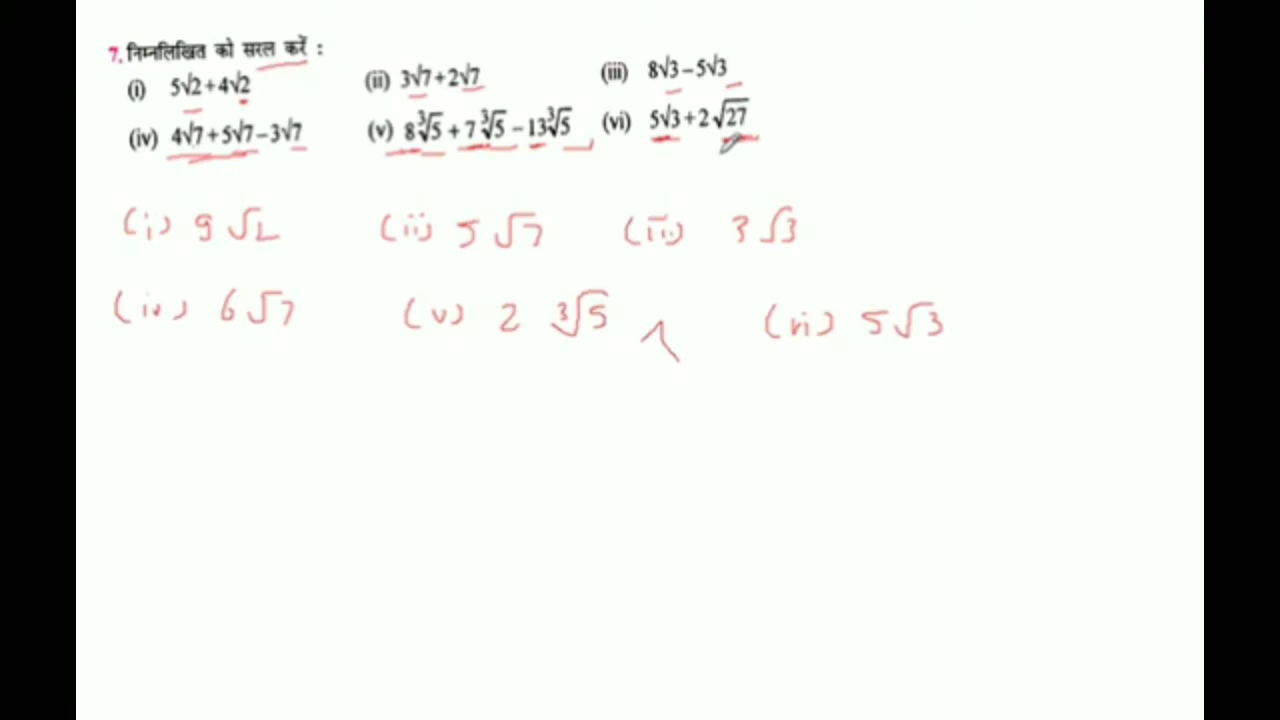 7. निम्नलिखित को सरल करें :
(i) 5√2+4√2 (ii) 3√7+2√7 (iii) 8√3–5√3
(iv) 4√7+5√7–3√7 (v) 8∛5 + 7∛5 – 13∛5 (vi) 5√3+2√27
(i) 9√2 (ii) 5√7 (iii) 3√3
(iv) 6√7 (v) 2 ∛5 (vi) 5√3